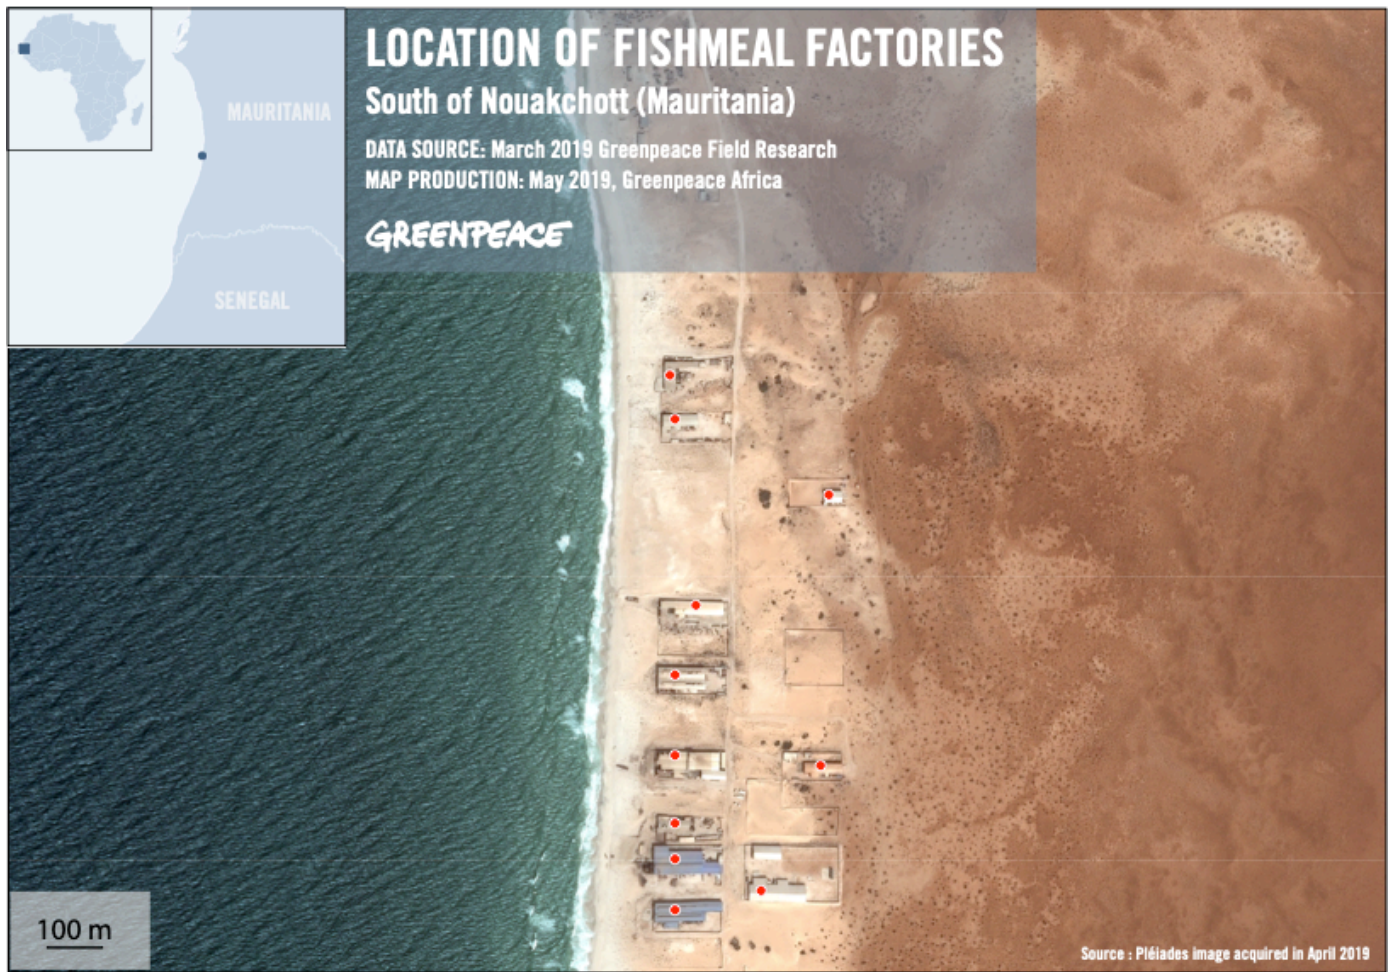 LOCATION OF FISHMEAL FACTORIES
South of Nouakchott (Mauritania)
DATA SOURCE: March 2019 Greenpeace Field Research
MAP PRODUCTION: May 2019, Greenpeace Africa
GREENPEACE
MAURITANIA
SENEGAL
100 m
Source : Pléiades image acquired in April 2019